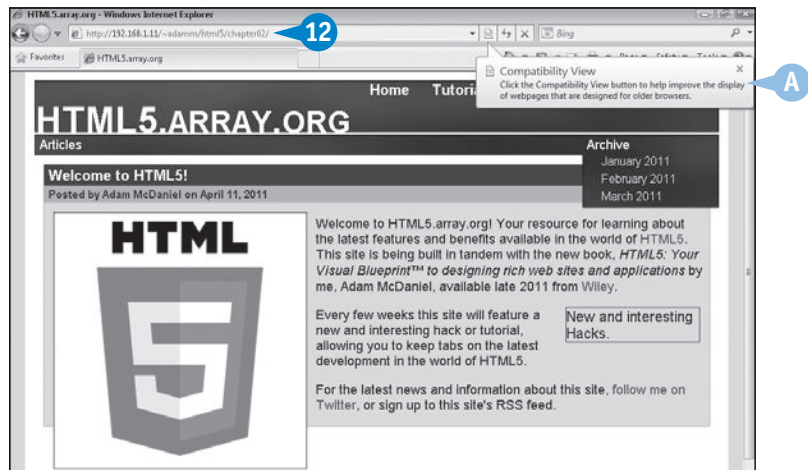 HTML5.array.org - Windows Internet Explorer
http://192.168.1.11/~adamm/html5/chapter02/
12
Bing
Favorites
HTML5.array.org
Compatibility View
Click the Compatibility View button to help improve the display
of webpages that are designed for older browsers.
A
Home
HTML5.ARRAY.ORG
Articles
Archive
January 2011
February 2011
March 2011
Welcome to HTML5!
Posted by Adam McDaniel on April 11, 2011
HTML
5
Welcome to HTML5.array.org! Your resource for learning about
the latest features and benefits available in the world of HTML5.
This site is being built in tandem with the new book, HTML5: Your
Visual Blueprint™ to designing rich web sites and applications by
me, Adam McDaniel, available late 2011 from Wiley.
Every few weeks this site will feature a
new and interesting hack or tutorial,
allowing you to keep tabs on the latest
development in the world of HTML5.
New and interesting
Hacks.
For the latest news and information about this site, follow me on
Twitter, or sign up to this site's RSS feed.